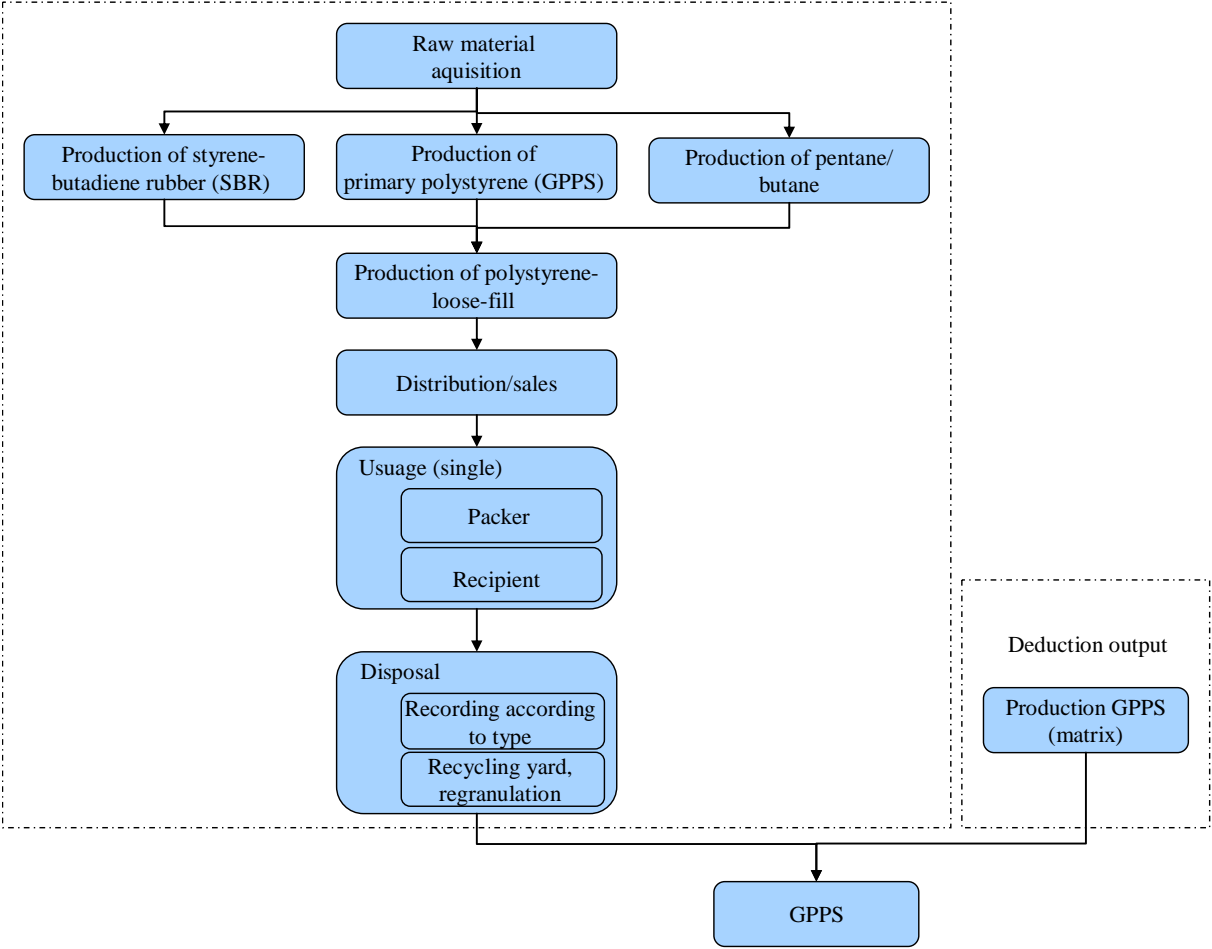 Raw material
aquisition
Production of styrene-
butadiene rubber (SBR)
Production of
primary polystyrene (GPPS)
Production of pentane/
butane
Production of polystyrene-
loose-fill
Distribution/sales
Usuage (single)
Packer
Recipient
Disposal
Recording according
to type
Recycling yard,
regranulation
Deduction output
Production GPPS
(matrix)
GPPS